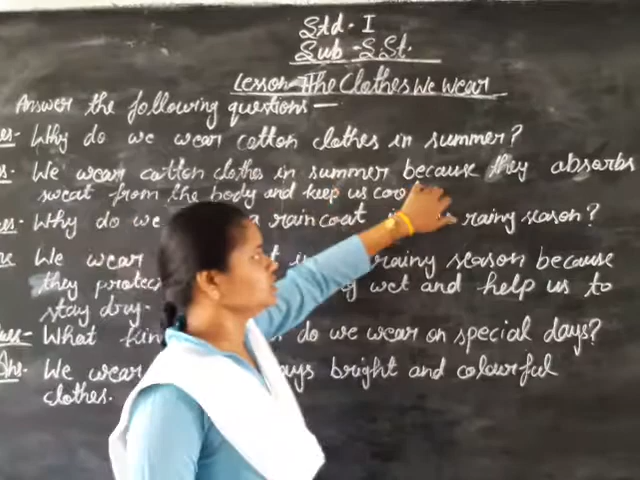 Std - I
Sub - S.St.
Lesson - The Clothes We Wear
Answer the following questions —
Why do we wear cotton clothes in summer?
We wear cotton clothes in summer because they absorbs
sweat from the body and keep us
Why do we a raincoat rainy season?
We wear rainy season because
they wet and help us to
stay dry.
What do we wear on special days?
Ans. We wear bright and colourful
clothes.